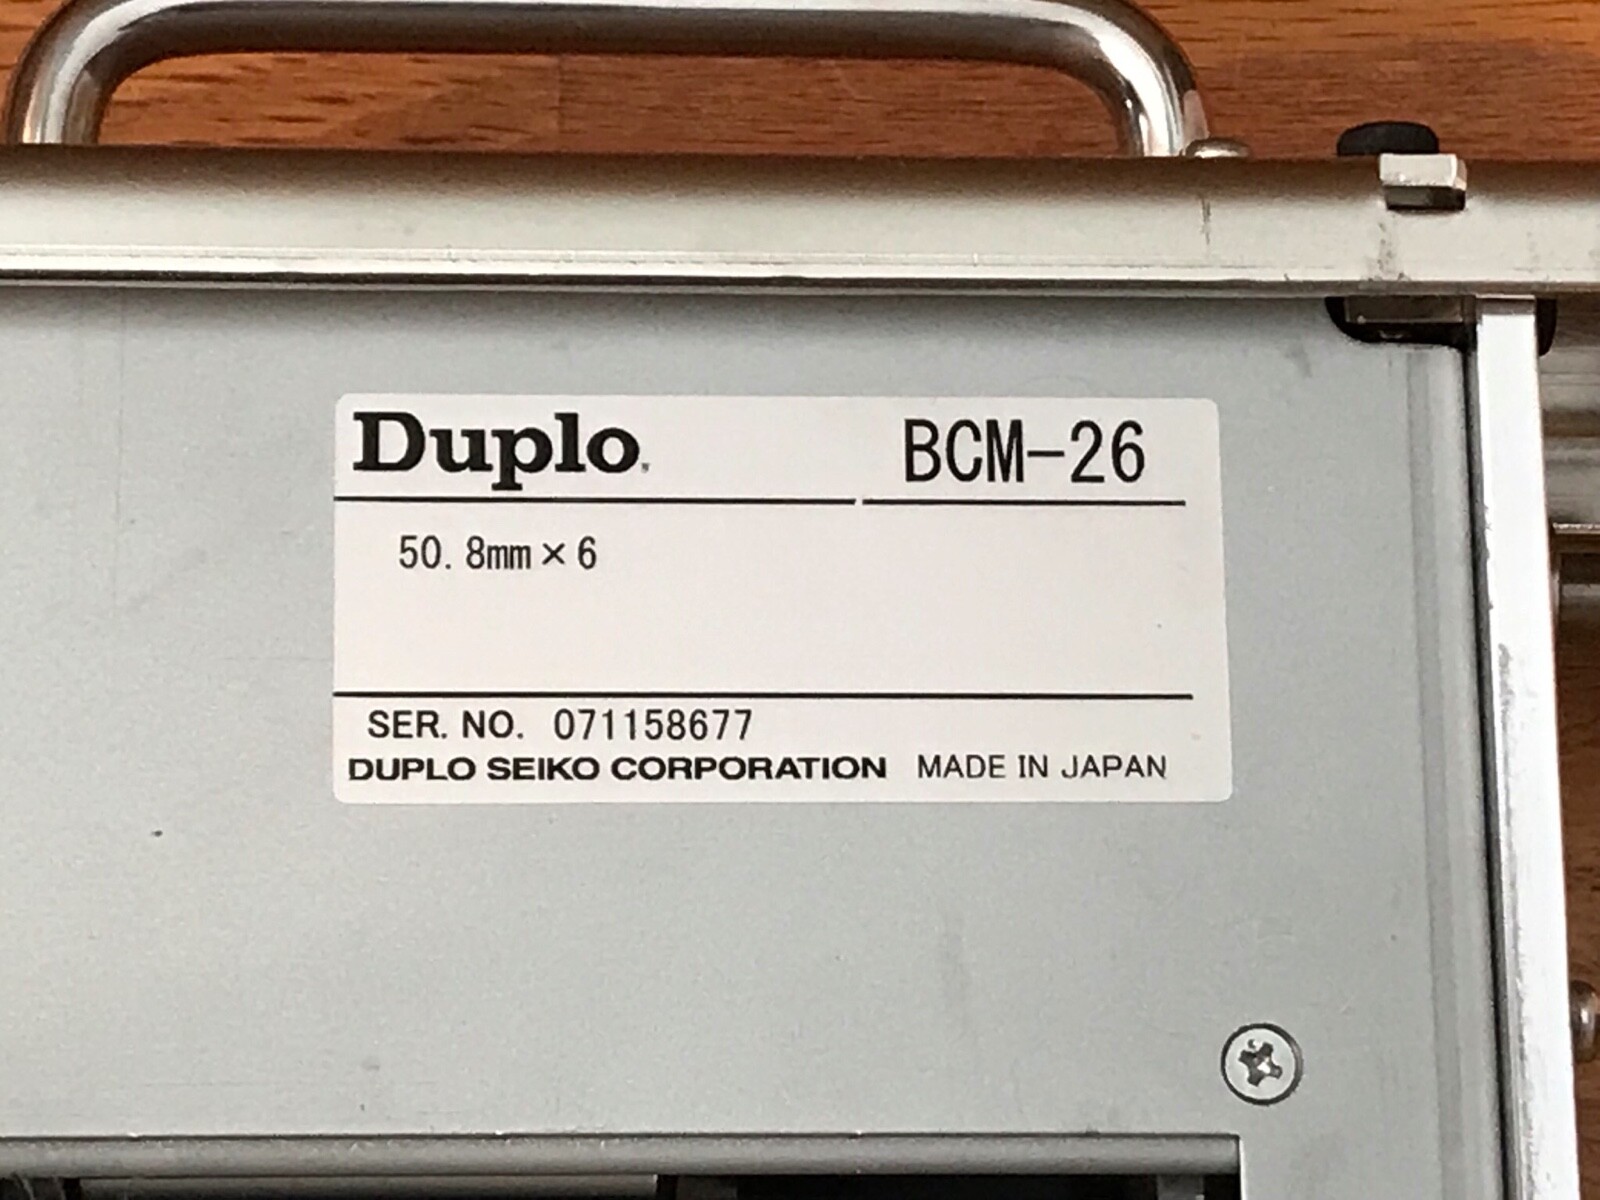 Duplo. BCM-26
50.8mm×6
SER. NO. 071158677
DUPLO SEIKO CORPORATION MADE IN JAPAN